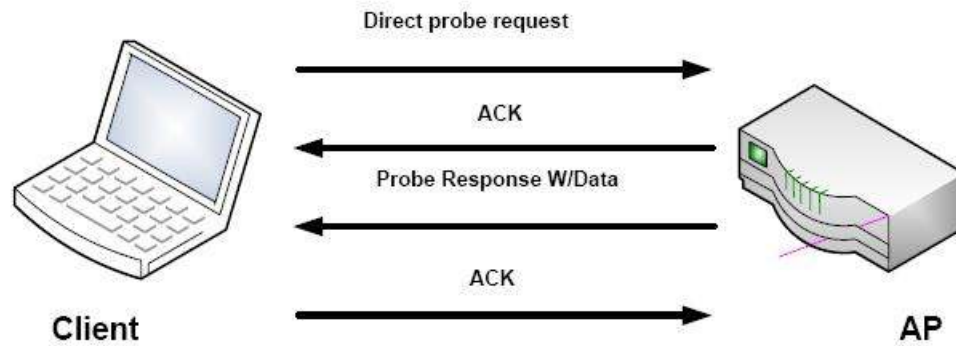 Direct probe request
ACK
Probe Response W/Data
ACK
Client
AP